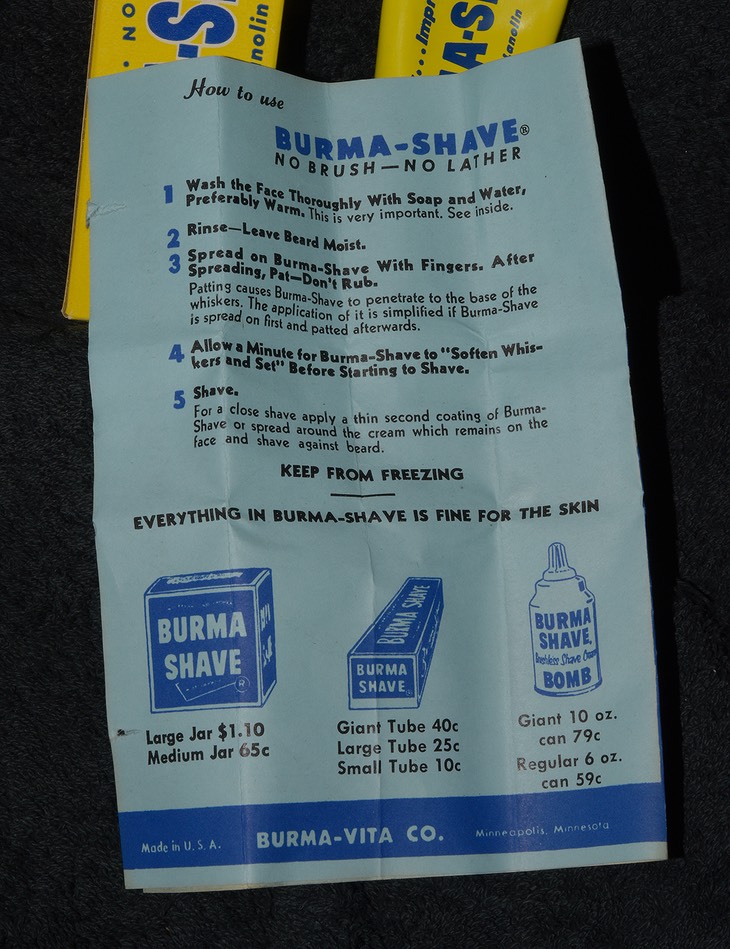 NO
-S
anolin
...Impr
A-S
anolin
How to use
BURMA-SHAVE®
NO BRUSH—NO LATHER
1 Wash the Face Thoroughly With Soap and Water,
Preferably Warm. This is very important. See inside.
2 Rinse—Leave Beard Moist.
3 Spread on Burma-Shave With Fingers. After
Spreading, Pat—Don't Rub.
Patting causes Burma-Shave to penetrate to the base of the
whiskers. The application of it is simplified if Burma-Shave
is spread on first and patted afterwards.
4 Allow a Minute for Burma-Shave to "Soften Whis-
kers and Set" Before Starting to Shave.
5 Shave.
For a close shave apply a thin second coating of Burma-
Shave or spread around the cream which remains on the
face and shave against beard.
KEEP FROM FREEZING
EVERYTHING IN BURMA-SHAVE IS FINE FOR THE SKIN
BURMA
SHAVE
®
BURMA SHAVE
BURMA
SHAVE
BURMA
SHAVE.
Brushless Shave Cream
BOMB
Large Jar $1.10
Medium Jar 65c
Giant Tube 40c
Large Tube 25c
Small Tube 10c
Giant 10 oz.
can 79c
Regular 6 oz.
can 59c
Made in U. S. A.
BURMA-VITA CO.
Minneapolis, Minnesota